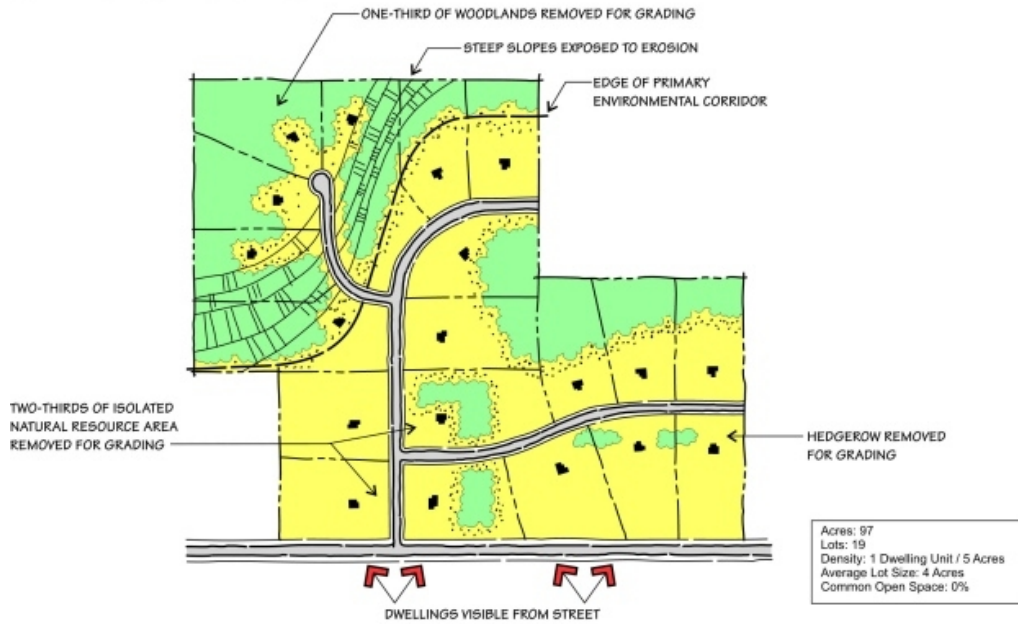 ONE-THIRD OF WOODLANDS REMOVED FOR GRADING
STEEP SLOPES EXPOSED TO EROSION
EDGE OF PRIMARY
ENVIRONMENTAL CORRIDOR
TWO-THIRDS OF ISOLATED
NATURAL RESOURCE AREA
REMOVED FOR GRADING
HEDGEROW REMOVED
FOR GRADING
Acres: 97
Lots: 19
Density: 1 Dwelling Unit / 5 Acres
Average Lot Size: 4 Acres
Common Open Space: 0%
DWELLINGS VISIBLE FROM STREET